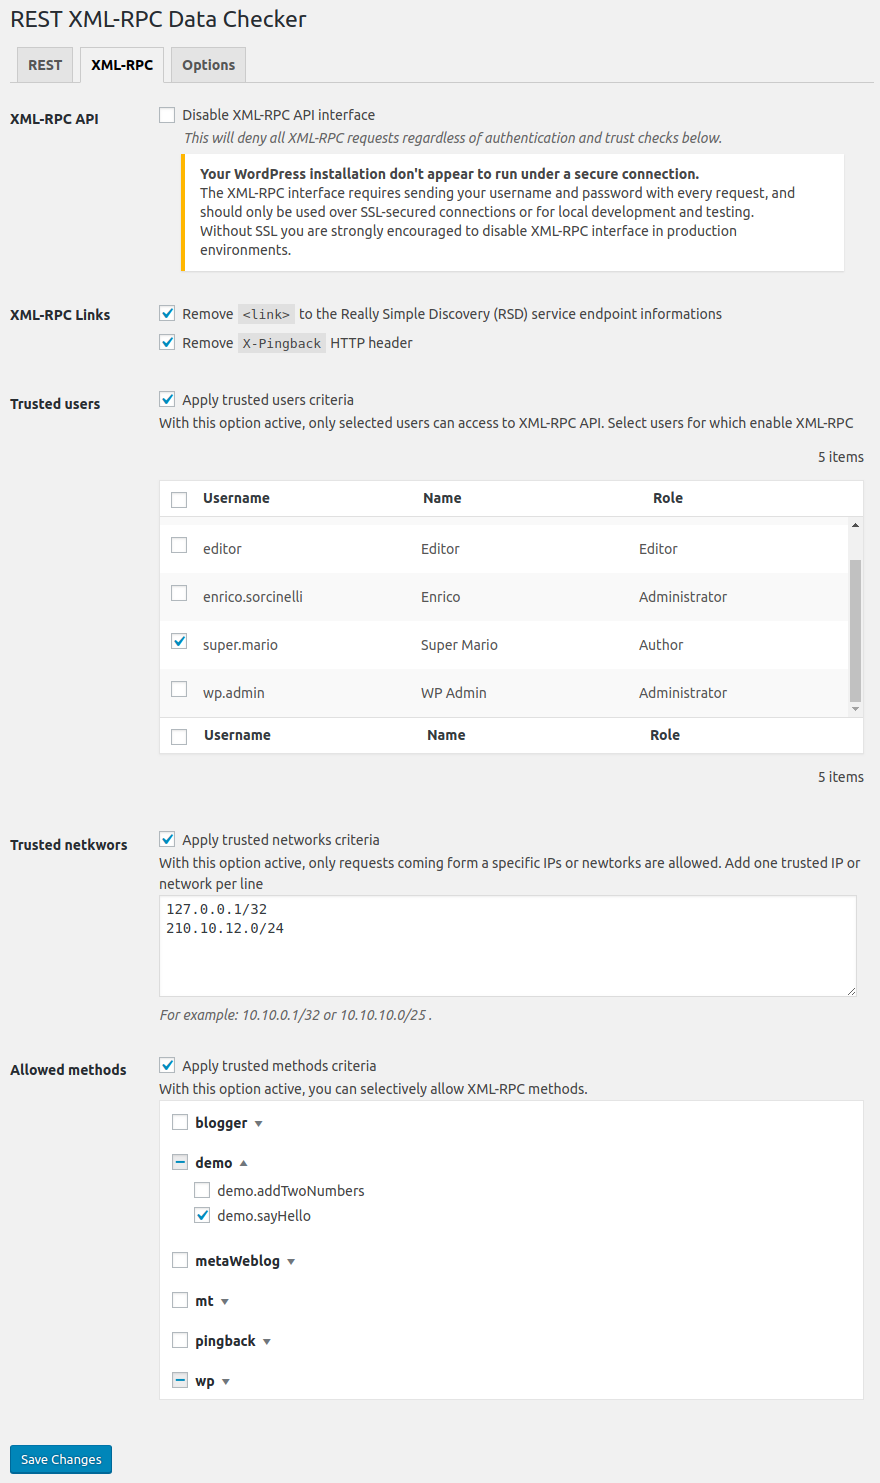 REST XML-RPC Data Checker
REST XML-RPC Options
XML-RPC API
Disable XML-RPC API interface
This will deny all XML-RPC requests regardless of authentication and trust checks below.
Your WordPress installation don't appear to run under a secure connection.
The XML-RPC interface requires sending your username and password with every request, and
should only be used over SSL-secured connections or for local development and testing.
Without SSL you are strongly encouraged to disable XML-RPC interface in production
environments.
XML-RPC Links
Remove <link> to the Really Simple Discovery (RSD) service endpoint informations
Remove X-Pingback HTTP header
Trusted users
Apply trusted users criteria
With this option active, only selected users can access to XML-RPC API. Select users for which enable XML-RPC
5 items
Username Name Role
editor Editor Editor
enrico.sorcinelli Enrico Administrator
super.mario Super Mario Author
wp.admin WP Admin Administrator
Username Name Role
5 items
Trusted netkwors
Apply trusted networks criteria
With this option active, only requests coming form a specific IPs or newtorks are allowed. Add one trusted IP or
network per line
127.0.0.1/32
210.10.12.0/24
For example: 10.10.0.1/32 or 10.10.10.0/25 .
Allowed methods
Apply trusted methods criteria
With this option active, you can selectively allow XML-RPC methods.
blogger
demo
demo.addTwoNumbers
demo.sayHello
metaWeblog
mt
pingback
wp
Save Changes